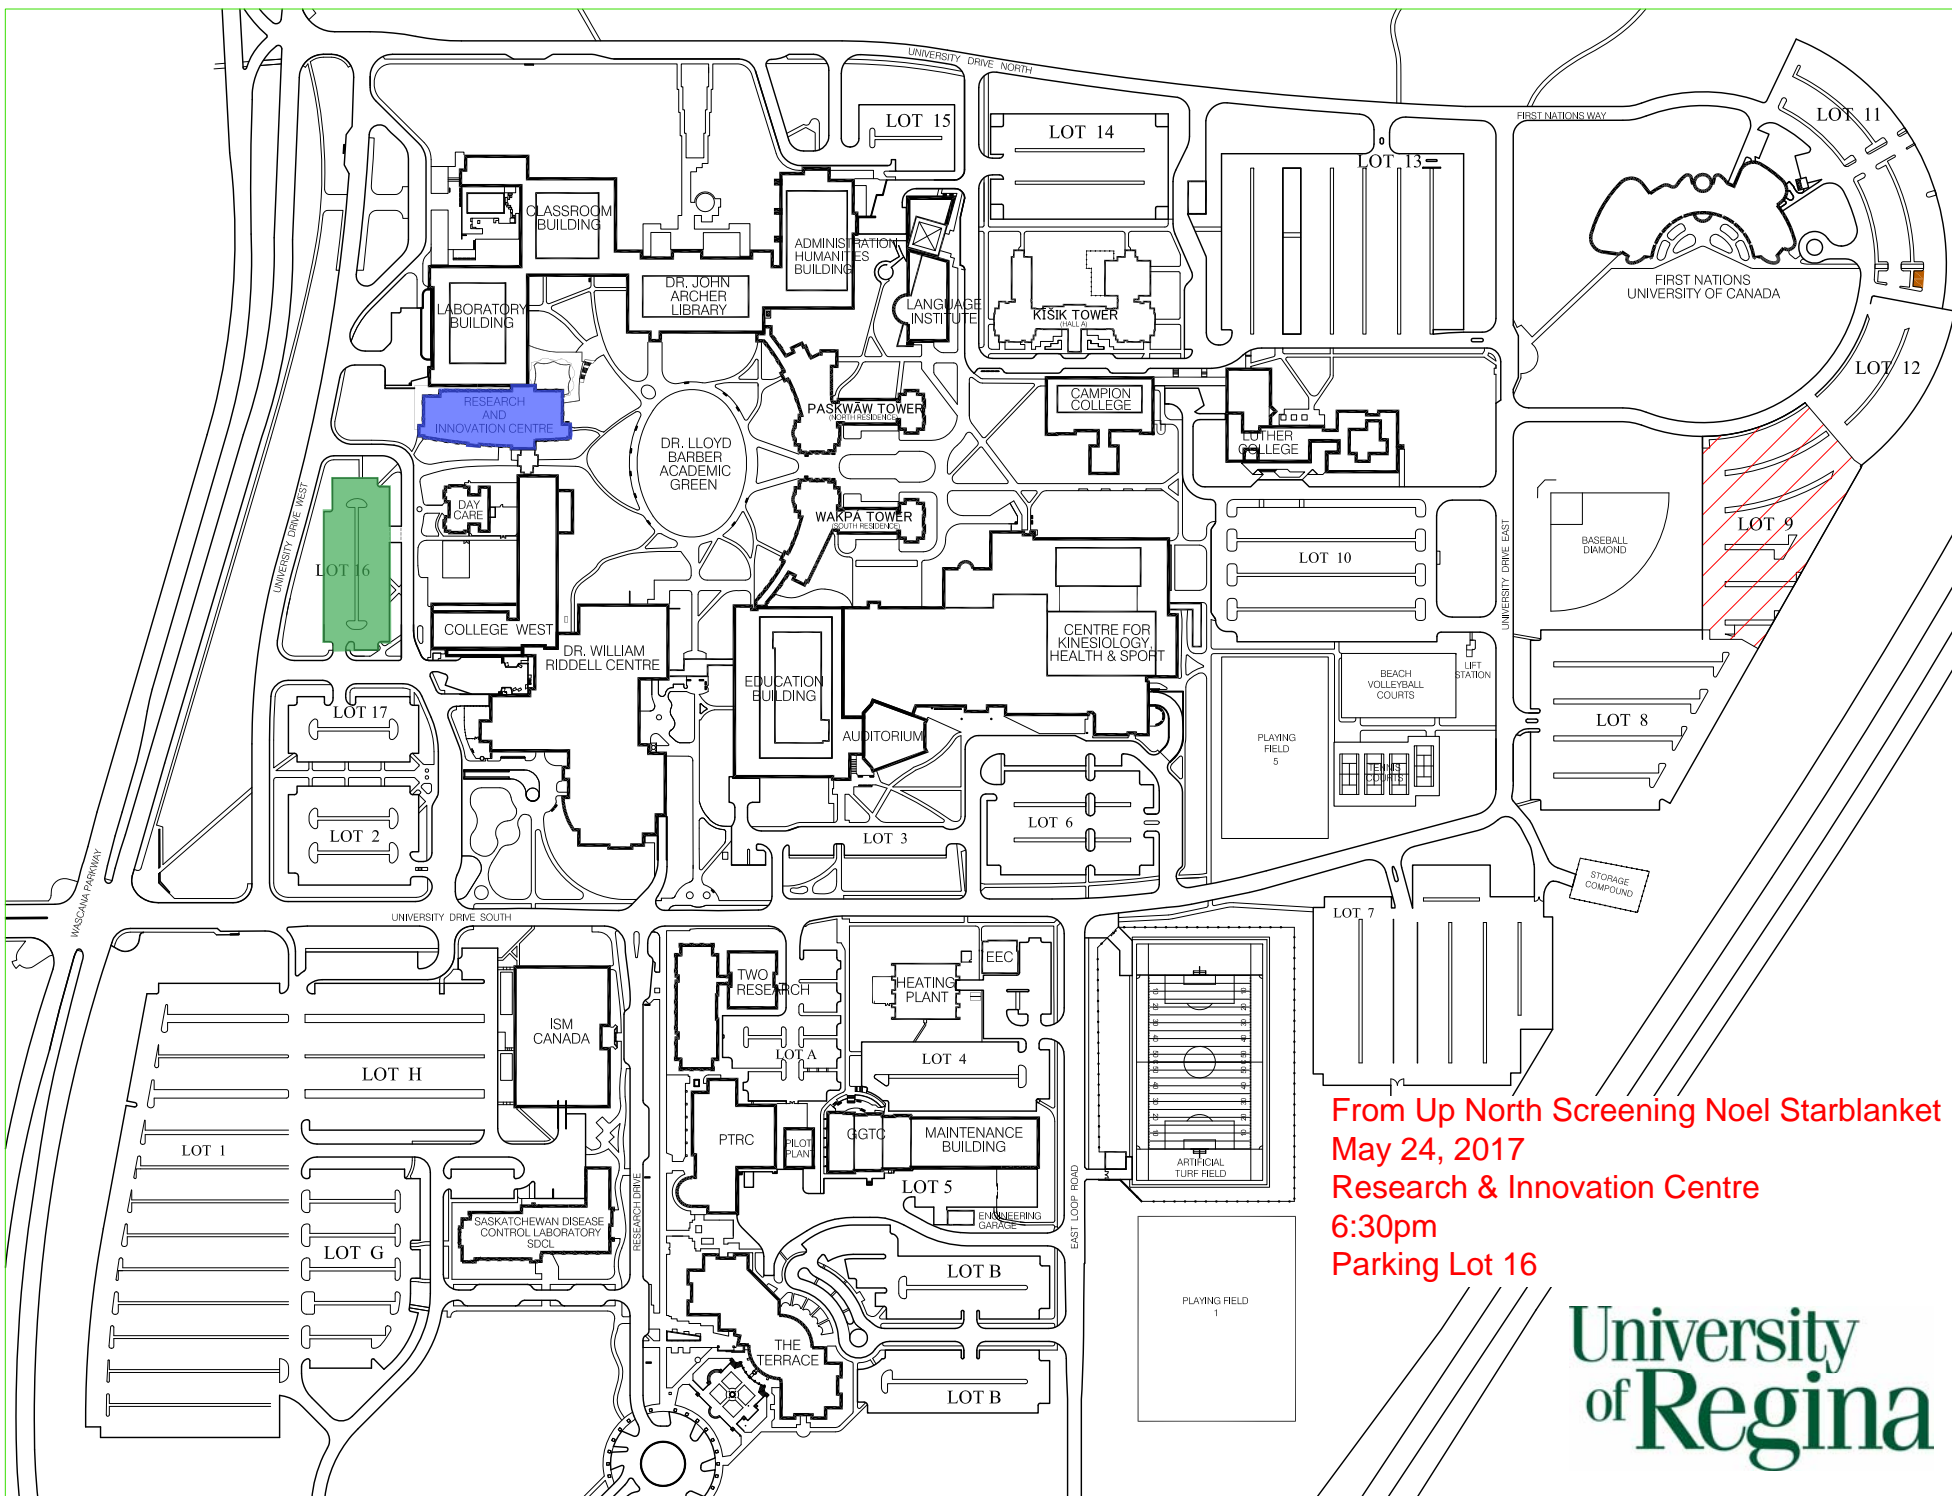 UNIVERSITY DRIVE NORTH
FIRST NATIONS WAY
LOT 11
LOT 15
LOT 14
LOT 13
CLASSROOM
BUILDING
ADMINISTRATION
HUMANITIES
BUILDING
DR. JOHN
ARCHER
LIBRARY
LABORATORY
BUILDING
LANGUAGE
INSTITUTE
KĪŠIK TOWER
(HALL A)
FIRST NATIONS
UNIVERSITY OF CANADA
LOT 12
RESEARCH
AND
INNOVATION CENTRE
PASKWĀW TOWER
(NORTH RESIDENCE)
CAMPION
COLLEGE
LUTHER
COLLEGE
DR. LLOYD
BARBER
ACADEMIC
GREEN
DAY
CARE
WAKPÁ TOWER
(SOUTH RESIDENCE)
UNIVERSITY DRIVE WEST
LOT 16
LOT 10
UNIVERSITY DRIVE EAST
BASEBALL
DIAMOND
LOT 9
COLLEGE WEST
DR. WILLIAM
RIDDELL CENTRE
CENTRE FOR
KINESIOLOGY,
HEALTH & SPORT
EDUCATION
BUILDING
AUDITORIUM
BEACH
VOLLEYBALL
COURTS
LIFT
STATION
LOT 17
LOT 8
PLAYING
FIELD
5
TENNIS
COURTS
LOT 2
LOT 3
LOT 6
WASCANA PARKWAY
UNIVERSITY DRIVE SOUTH
STORAGE
COMPOUND
LOT 7
TWO
RESEARCH
HEATING
PLANT
EEC
ISM
CANADA
LOT A
LOT 4
LOT H
LOT 1
PTRC
PILOT
PLANT
GGTC
MAINTENANCE
BUILDING
ARTIFICIAL
TURF FIELD
LOT 5
ENGINEERING
GARAGE
RESEARCH DRIVE
EAST LOOP ROAD
SASKATCHEWAN DISEASE
CONTROL LABORATORY
SDCL
LOT G
LOT B
THE
TERRACE
LOT B
PLAYING FIELD
1
From Up North Screening Noel Starblanket
May 24, 2017
Research & Innovation Centre
6:30pm
Parking Lot 16
University
of Regina